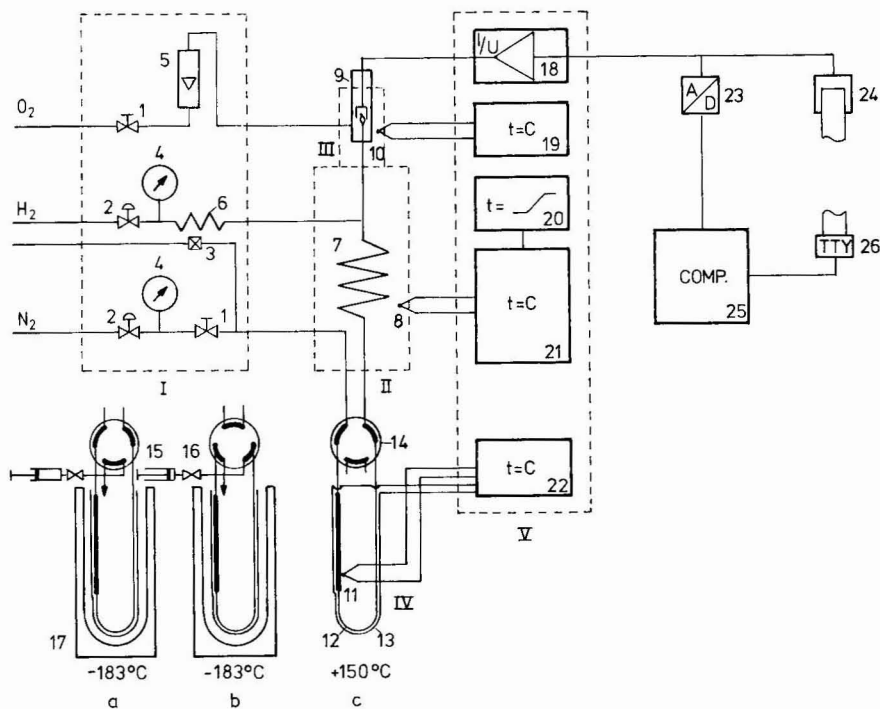 I/U
18
5
9
A/D
23
24
O₂
1
t=C
19
III
10
4
t=
20
H₂
2
6
3
7
TTY
26
4
8
t=C
21
COMP.
25
N₂
2
1
I
II
14
15
16
t=C
22
V
11
IV
17
12
13
-183°C
-183°C
+150°C
a
b
c